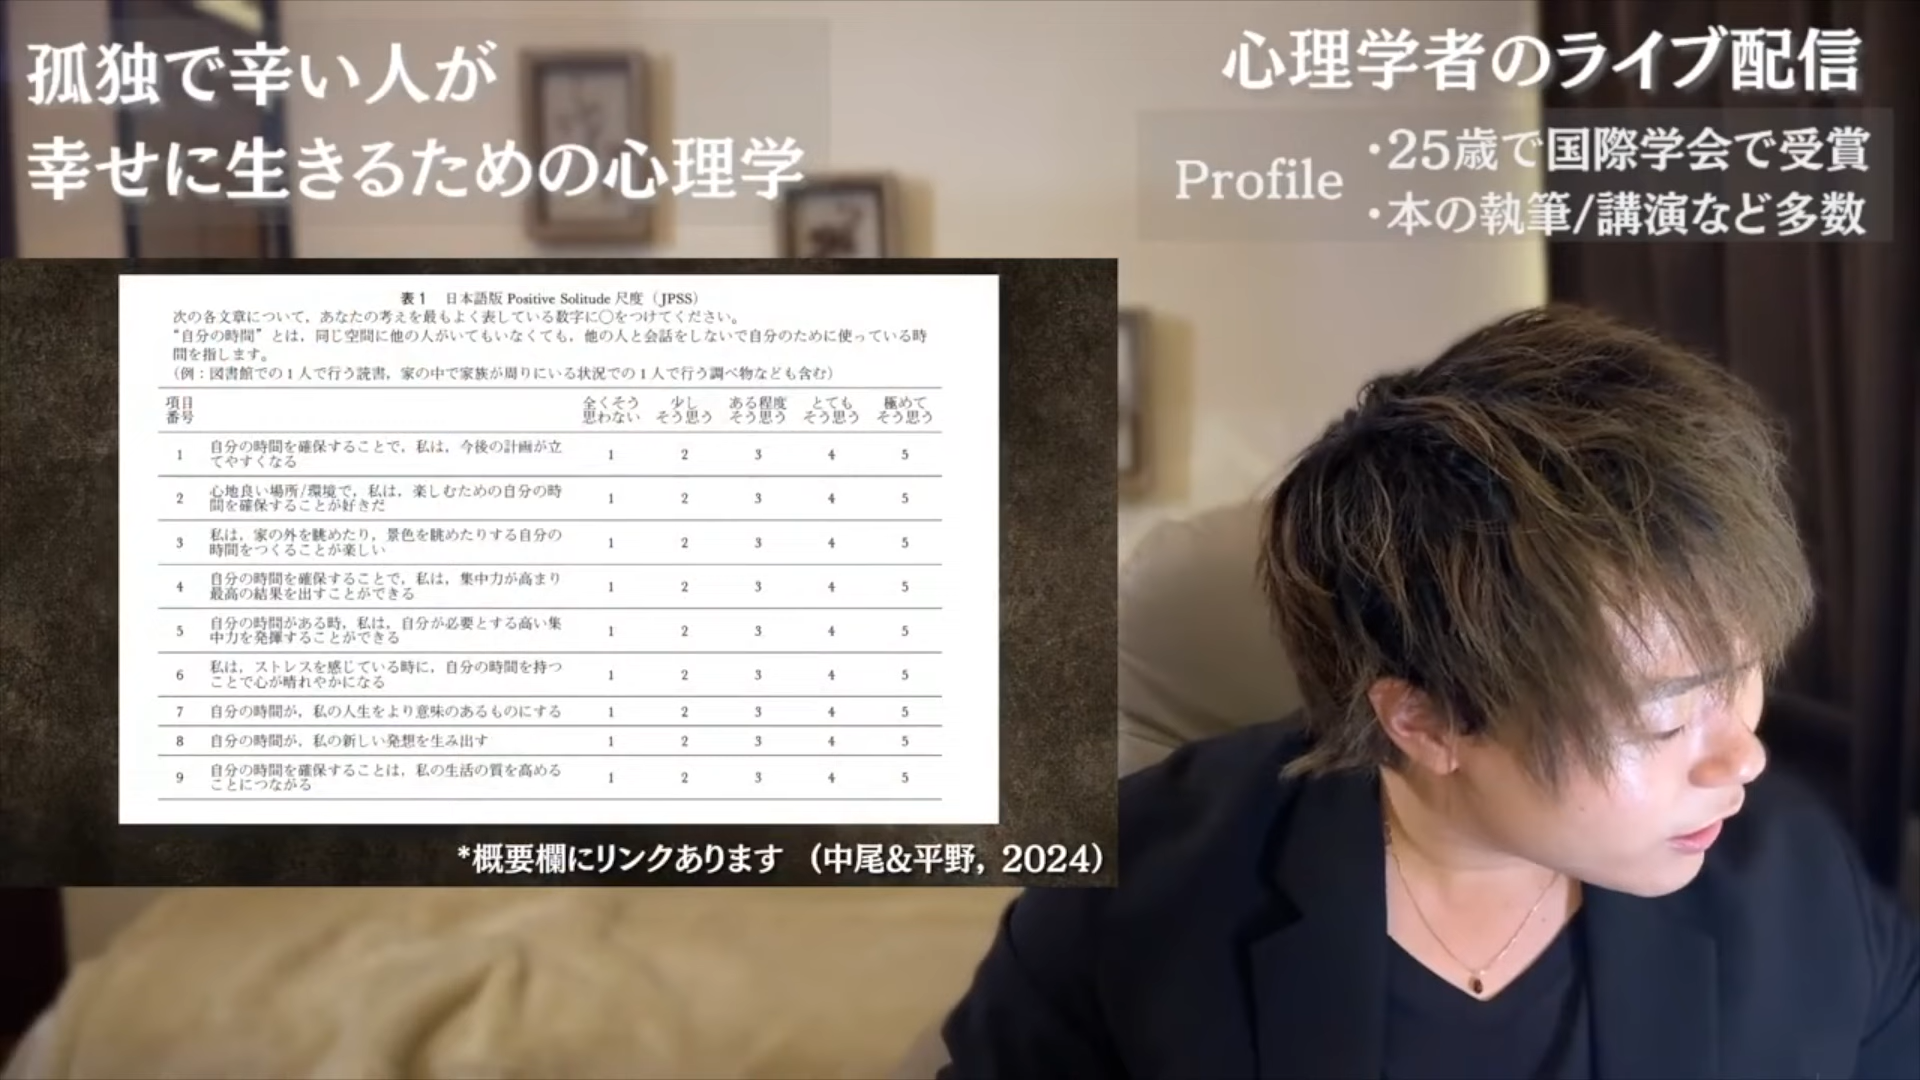 孤独で辛い人が
幸せに生きるための心理学
心理学者のライブ配信
Profile
・25歳で国際学会で受賞
・本の執筆/講演など多数
表1 日本語版 Positive Solitude 尺度（JPSS）
次の各文章について，あなたの考えを最もよく表している数字に○をつけてください。
“自分の時間”とは，同じ空間に他の人がいてもいなくても，他の人と会話をしないで自分のために使っている時
間を指します。
（例：図書館での1人で行う読書，家の中で家族が周りにいる状況での1人で行う調べ物なども含む）
項目
番号
全くそう
思わない
少し
そう思う
ある程度
そう思う
とても
そう思う
極めて
そう思う
1 自分の時間を確保することで，私は，今後の計画が立 1 2 3 4 5
てやすくなる
2 心地良い場所/環境で，私は，楽しむための自分の時 1 2 3 4 5
間を確保することが好きだ
3 私は，家の外を眺めたり，景色を眺めたりする自分の 1 2 3 4 5
時間をつくることが楽しい
4 自分の時間を確保することで，私は，集中力が高まり 1 2 3 4 5
最高の結果を出すことができる
5 自分の時間がある時，私は，自分が必要とする高い集 1 2 3 4 5
中力を発揮することができる
6 私は，ストレスを感じている時に，自分の時間を持つ 1 2 3 4 5
ことで心が晴れやかになる
7 自分の時間が，私の人生をより意味のあるものにする 1 2 3 4 5
8 自分の時間が，私の新しい発想を生み出す 1 2 3 4 5
9 自分の時間を確保することは，私の生活の質を高める 1 2 3 4 5
ことにつながる
*概要欄にリンクあります （中尾&平野, 2024）